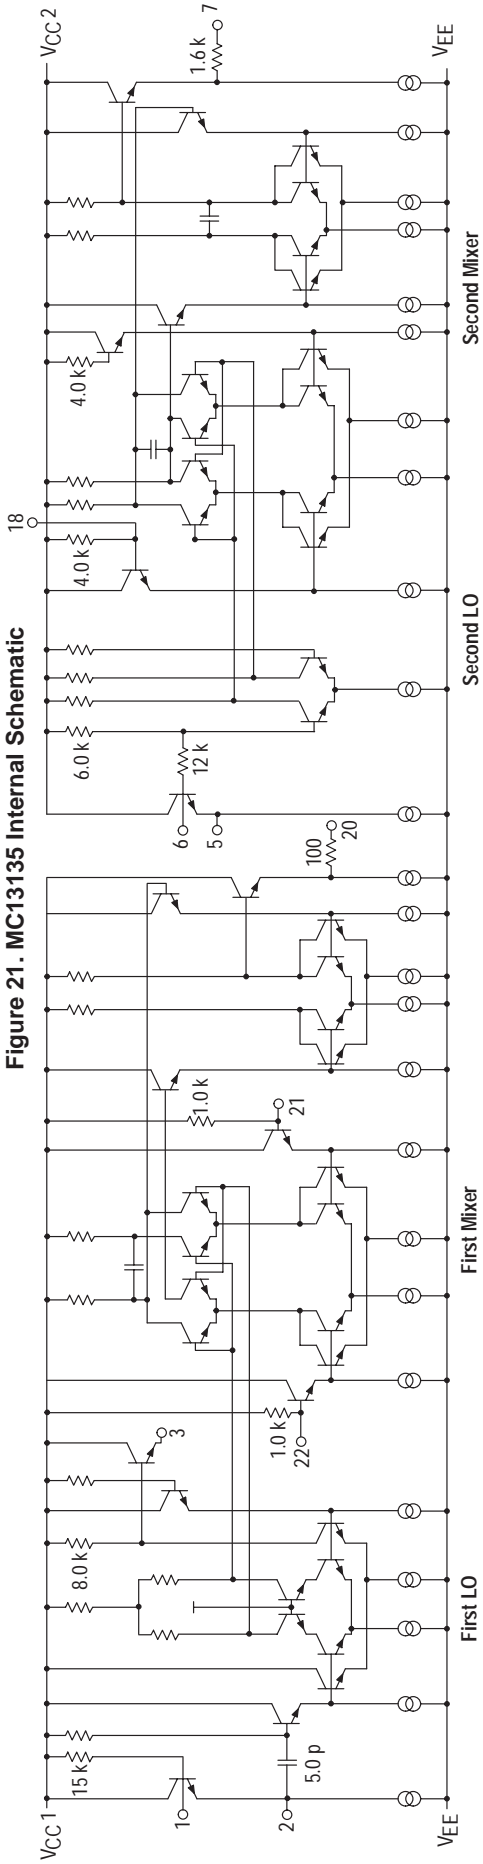 Figure 21. MC13135 Internal Schematic
VCC 1
15 k
8.0 k
1
2
5.0 p
3
1.0 k
22
1.0 k
21
100
20
VEE
First LO
First Mixer
VCC 2
6.0 k
12 k
6
5
18
4.0 k
4.0 k
1.6 k
7
VEE
Second LO
Second Mixer